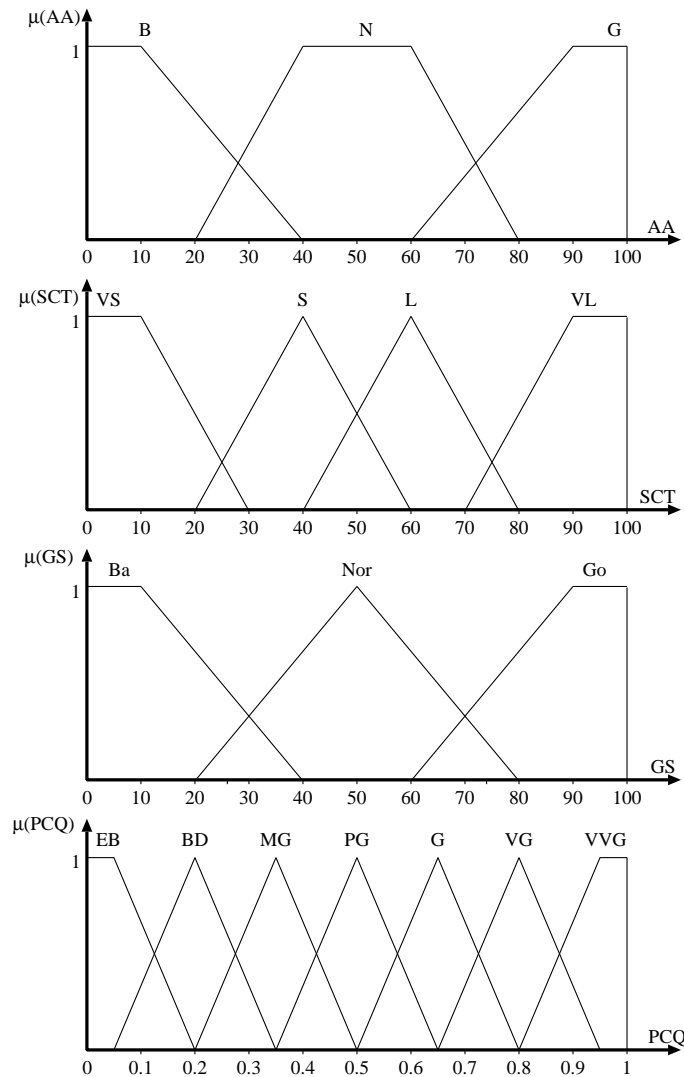 μ(AA)
B N G
1
AA
0 10 20 30 40 50 60 70 80 90 100
μ(SCT)
VS S L VL
1
SCT
0 10 20 30 40 50 60 70 80 90 100
μ(GS)
Ba Nor Go
1
GS
0 10 20 30 40 50 60 70 80 90 100
μ(PCQ)
EB BD MG PG G VG VVG
1
PCQ
0 0.1 0.2 0.3 0.4 0.5 0.6 0.7 0.8 0.9 1